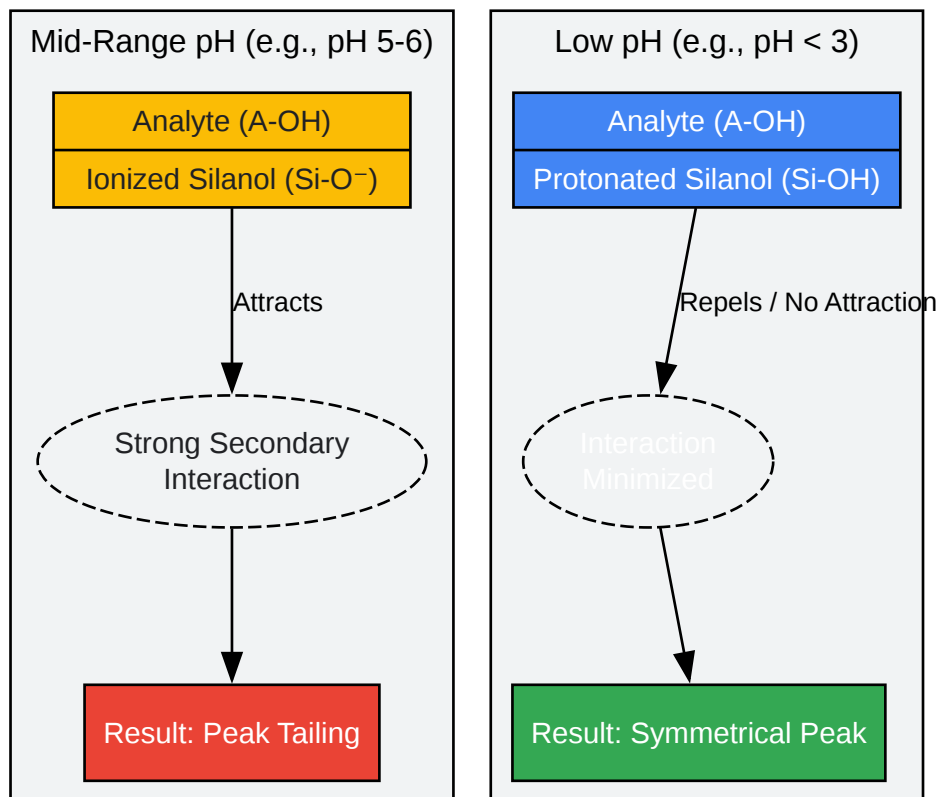 Mid-Range pH (e.g., pH 5-6)
Analyte (A-OH)
Ionized Silanol (Si-O⁻)
Attracts
Strong Secondary
Interaction
Result: Peak Tailing
Low pH (e.g., pH < 3)
Analyte (A-OH)
Protonated Silanol (Si-OH)
Repels / No Attraction
Interaction
Minimized
Result: Symmetrical Peak